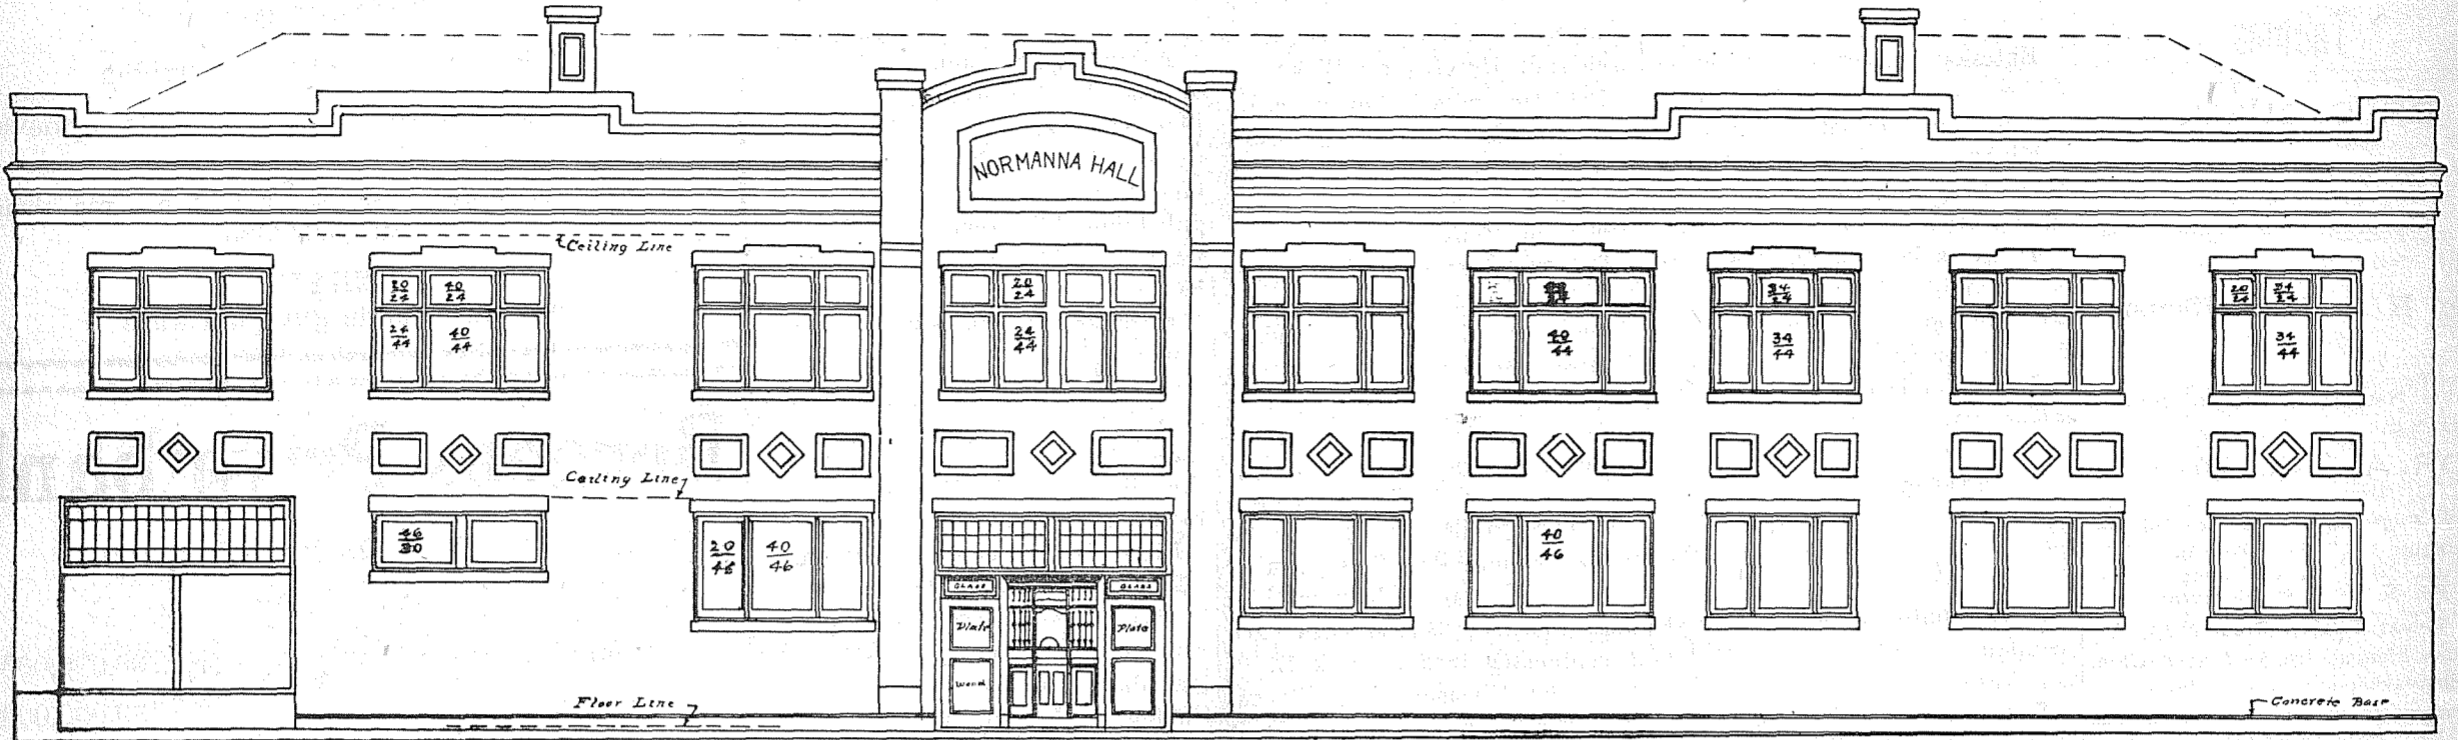 NORMANNA HALL
Ceiling Line
20/24 40/24
24/44 40/44
20/24
24/44
40/44
34/24
34/44
20/24 34/24
34/44
Ceiling Line
46/30
20/46 40/46
40/46
GLASS GLASS
Plate Plate
Wood
Floor Line
Concrete Base